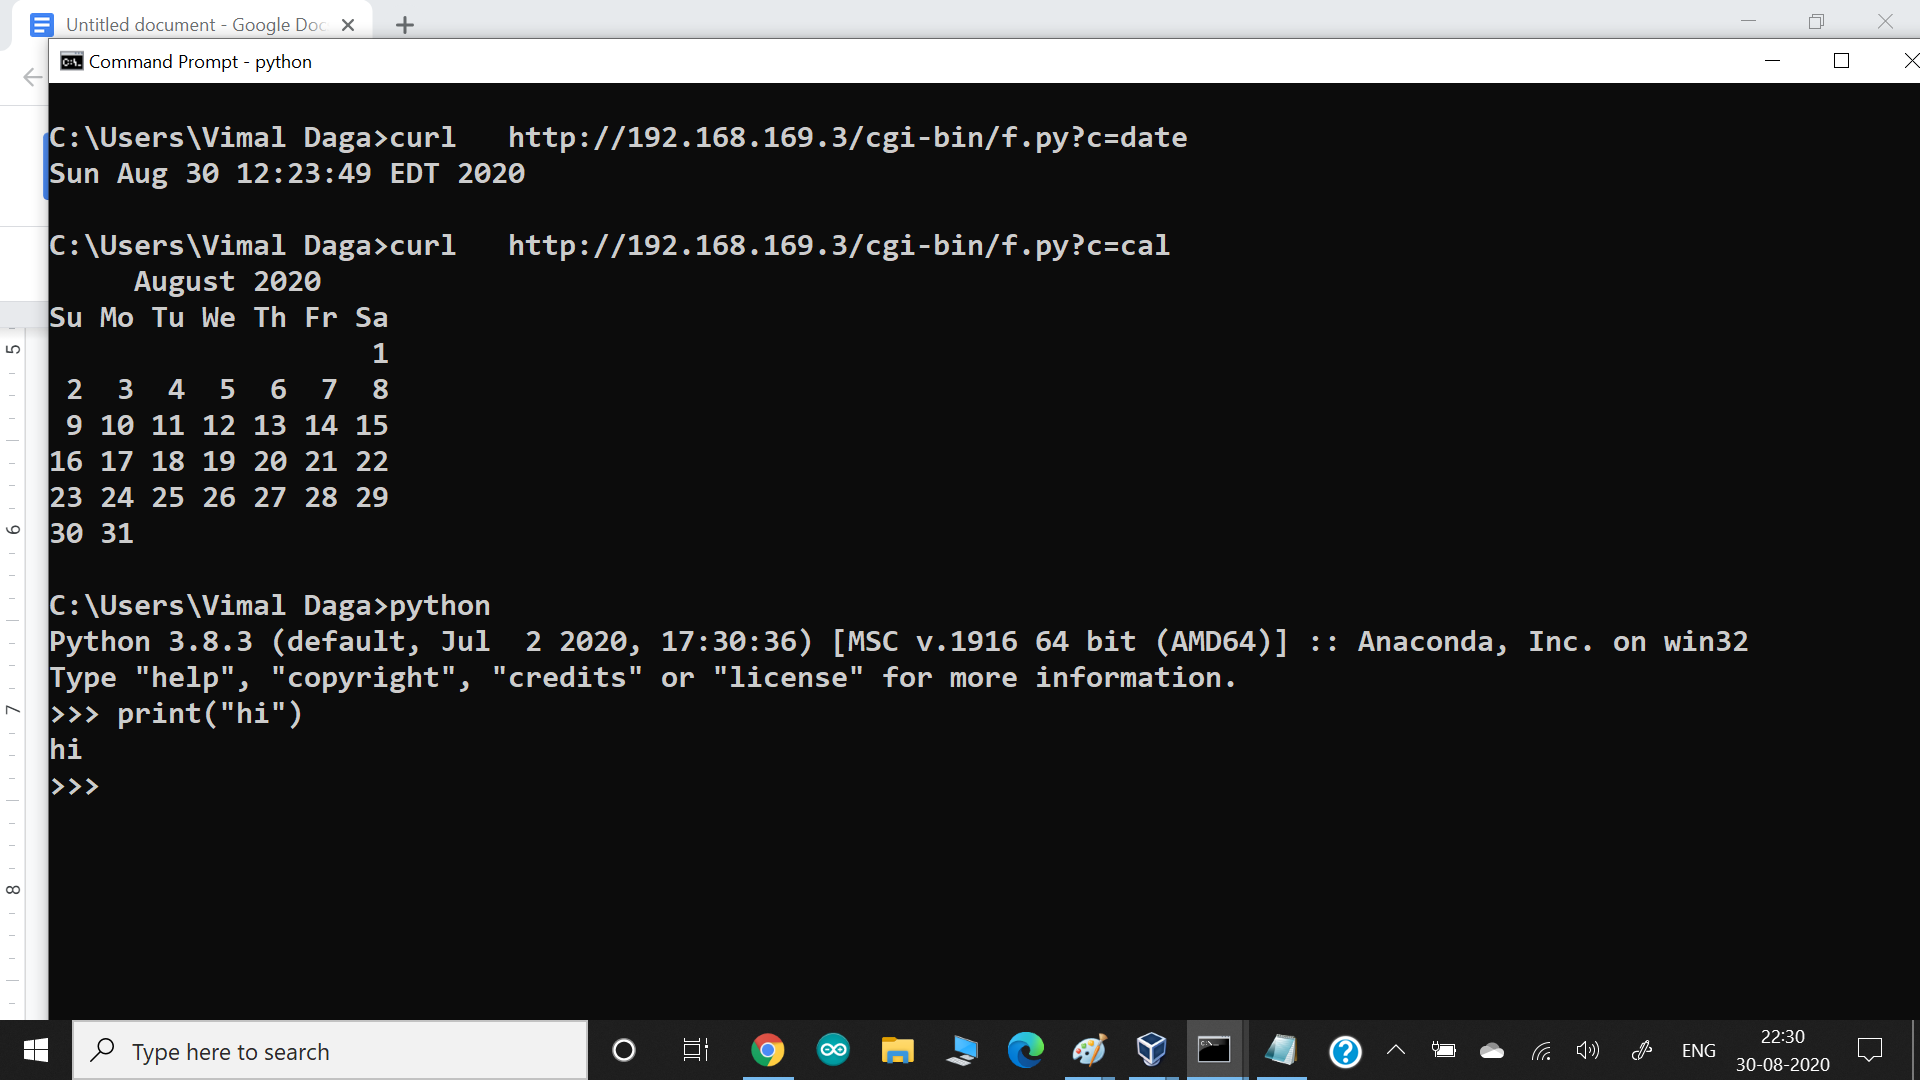 Untitled document - Google Doc
Command Prompt - python
C:\Users\Vimal Daga>curl   http://192.168.169.3/cgi-bin/f.py?c=date
Sun Aug 30 12:23:49 EDT 2020
C:\Users\Vimal Daga>curl   http://192.168.169.3/cgi-bin/f.py?c=cal
     August 2020
Su Mo Tu We Th Fr Sa
                   1
 2  3  4  5  6  7  8
 9 10 11 12 13 14 15
16 17 18 19 20 21 22
23 24 25 26 27 28 29
30 31
C:\Users\Vimal Daga>python
Python 3.8.3 (default, Jul  2 2020, 17:30:36) [MSC v.1916 64 bit (AMD64)] :: Anaconda, Inc. on win32
Type "help", "copyright", "credits" or "license" for more information.
>>> print("hi")
hi
>>>
5
6
7
8
Type here to search
ENG
22:30
30-08-2020